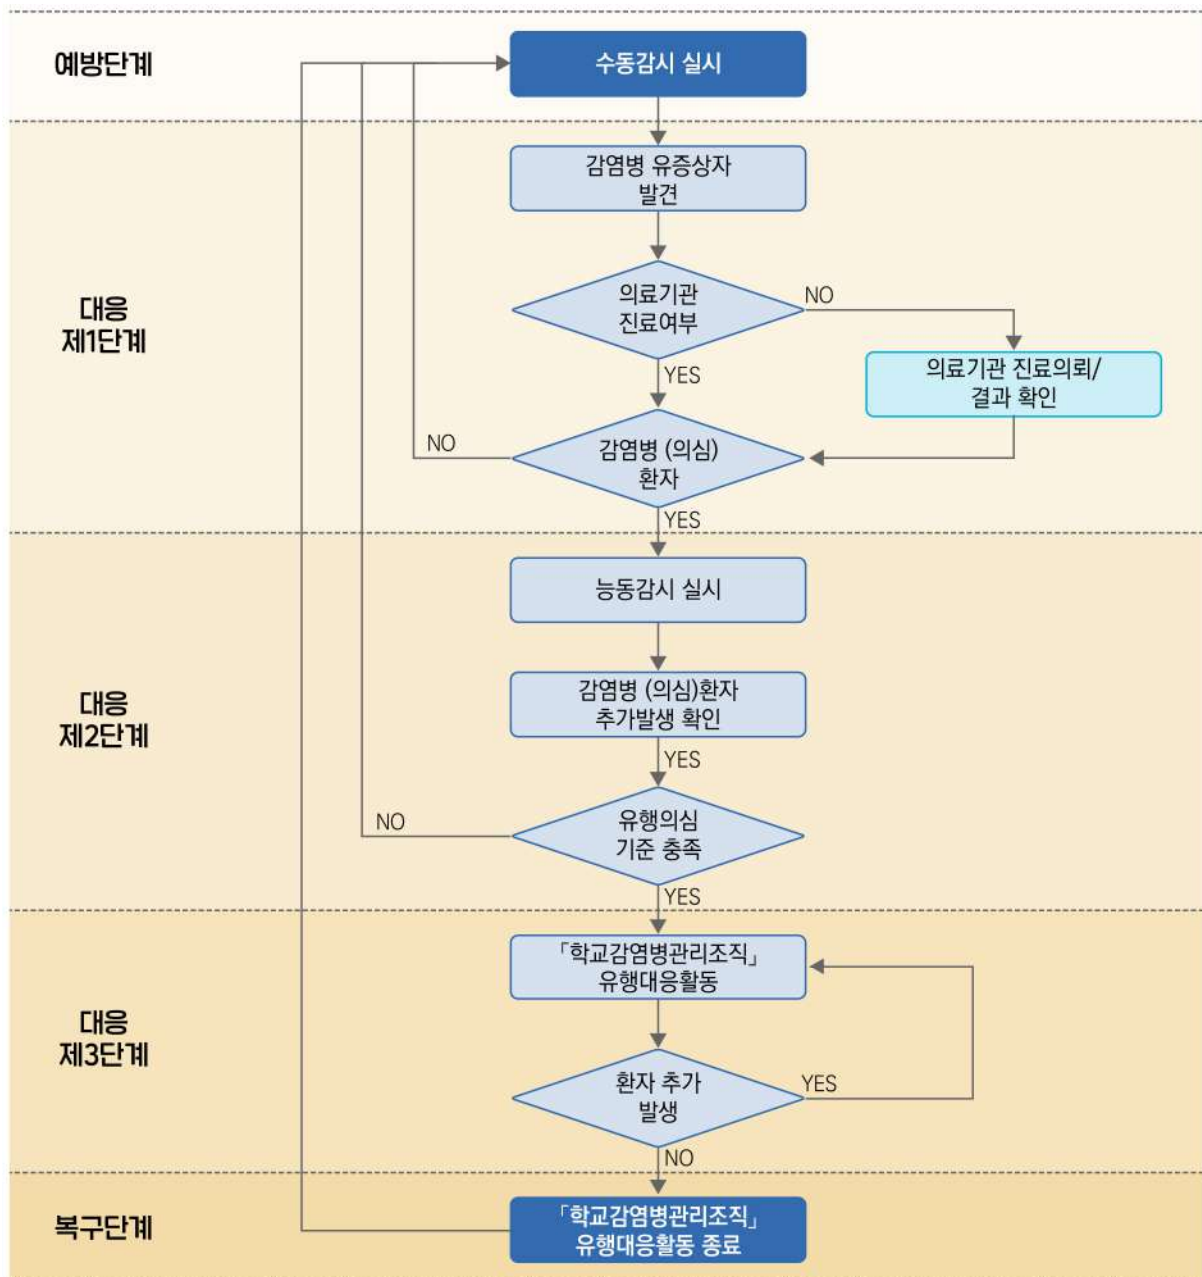 예방단계
수동감시 실시
감염병 유증상자
발견
대응
제1단계
의료기관
진료여부
NO
YES
의료기관 진료의뢰/
결과 확인
감염병 (의심)
환자
NO
YES
대응
제2단계
능동감시 실시
감염병 (의심)환자
추가발생 확인
YES
유행의심
기준 충족
NO
YES
대응
제3단계
「학교감염병관리조직」
유행대응활동
환자 추가
발생
YES
NO
복구단계
「학교감염병관리조직」
유행대응활동 종료